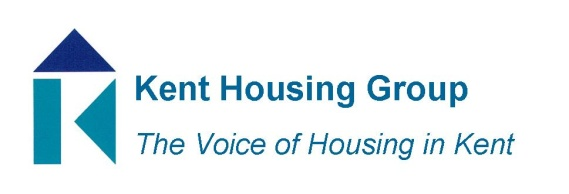 Kent Housing Group
The Voice of Housing in Kent